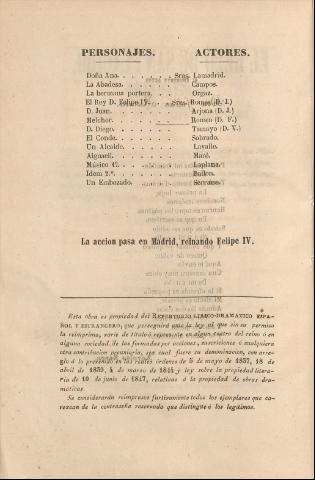 PERSONAJES. ACTORES.
Doña Ana. . . . . . . Sras. Lamadrid.
La Abadesa. . . . . . . Campos.
La hermana portera. . . . . Orgaz.
El Rey D. Felipe IV. . . Sres. Romea (D. J.)
D. Juan. . . . . . . . Arjona (D. J.)
Melchor. . . . . . . . Romea (D. F.)
D. Diego. . . . . . . . Tamayo (D. V.)
El Conde. . . . . . . . Sobrado.
Un Alcalde. . . . . . . Lavalle.
Alguacil. . . . . . . .
Músico 1º. . . . . . . Laplana.
Idem 2.º. . . . . . . . Bullon.
Un Embozado. . . . . . Serrano.
La accion pasa en Madrid, reinando Felipe IV.
Esta obra es propiedad del REPERTORIO LIRICO-DRAMATICO ESPA-
ÑOL Y ESTRANGERO, que perseguirá ante la ley al que sin su permiso
la reimprima, varie de título ó represente en algun teatro del reino ó en
alguna sociedad de las formadas por acciones, suscriciones ó cualquiera
otra contribucion pecuniaria, sea cual fuere su denominacion, con arre-
glo á lo prevenido en las reales órdenes de 5 de mayo de 1837, 18 de
abril de 1839, 4 de marzo de 1844 y ley sobre la propiedad litera-
ria de 10 de junio de 1847, relativas á la propiedad de obras dra-
máticas.
Se considerarán reimpresos furtivamente todos los ejemplares que ca-
rezcan de la contraseña reservada que distingue á los legítimos.